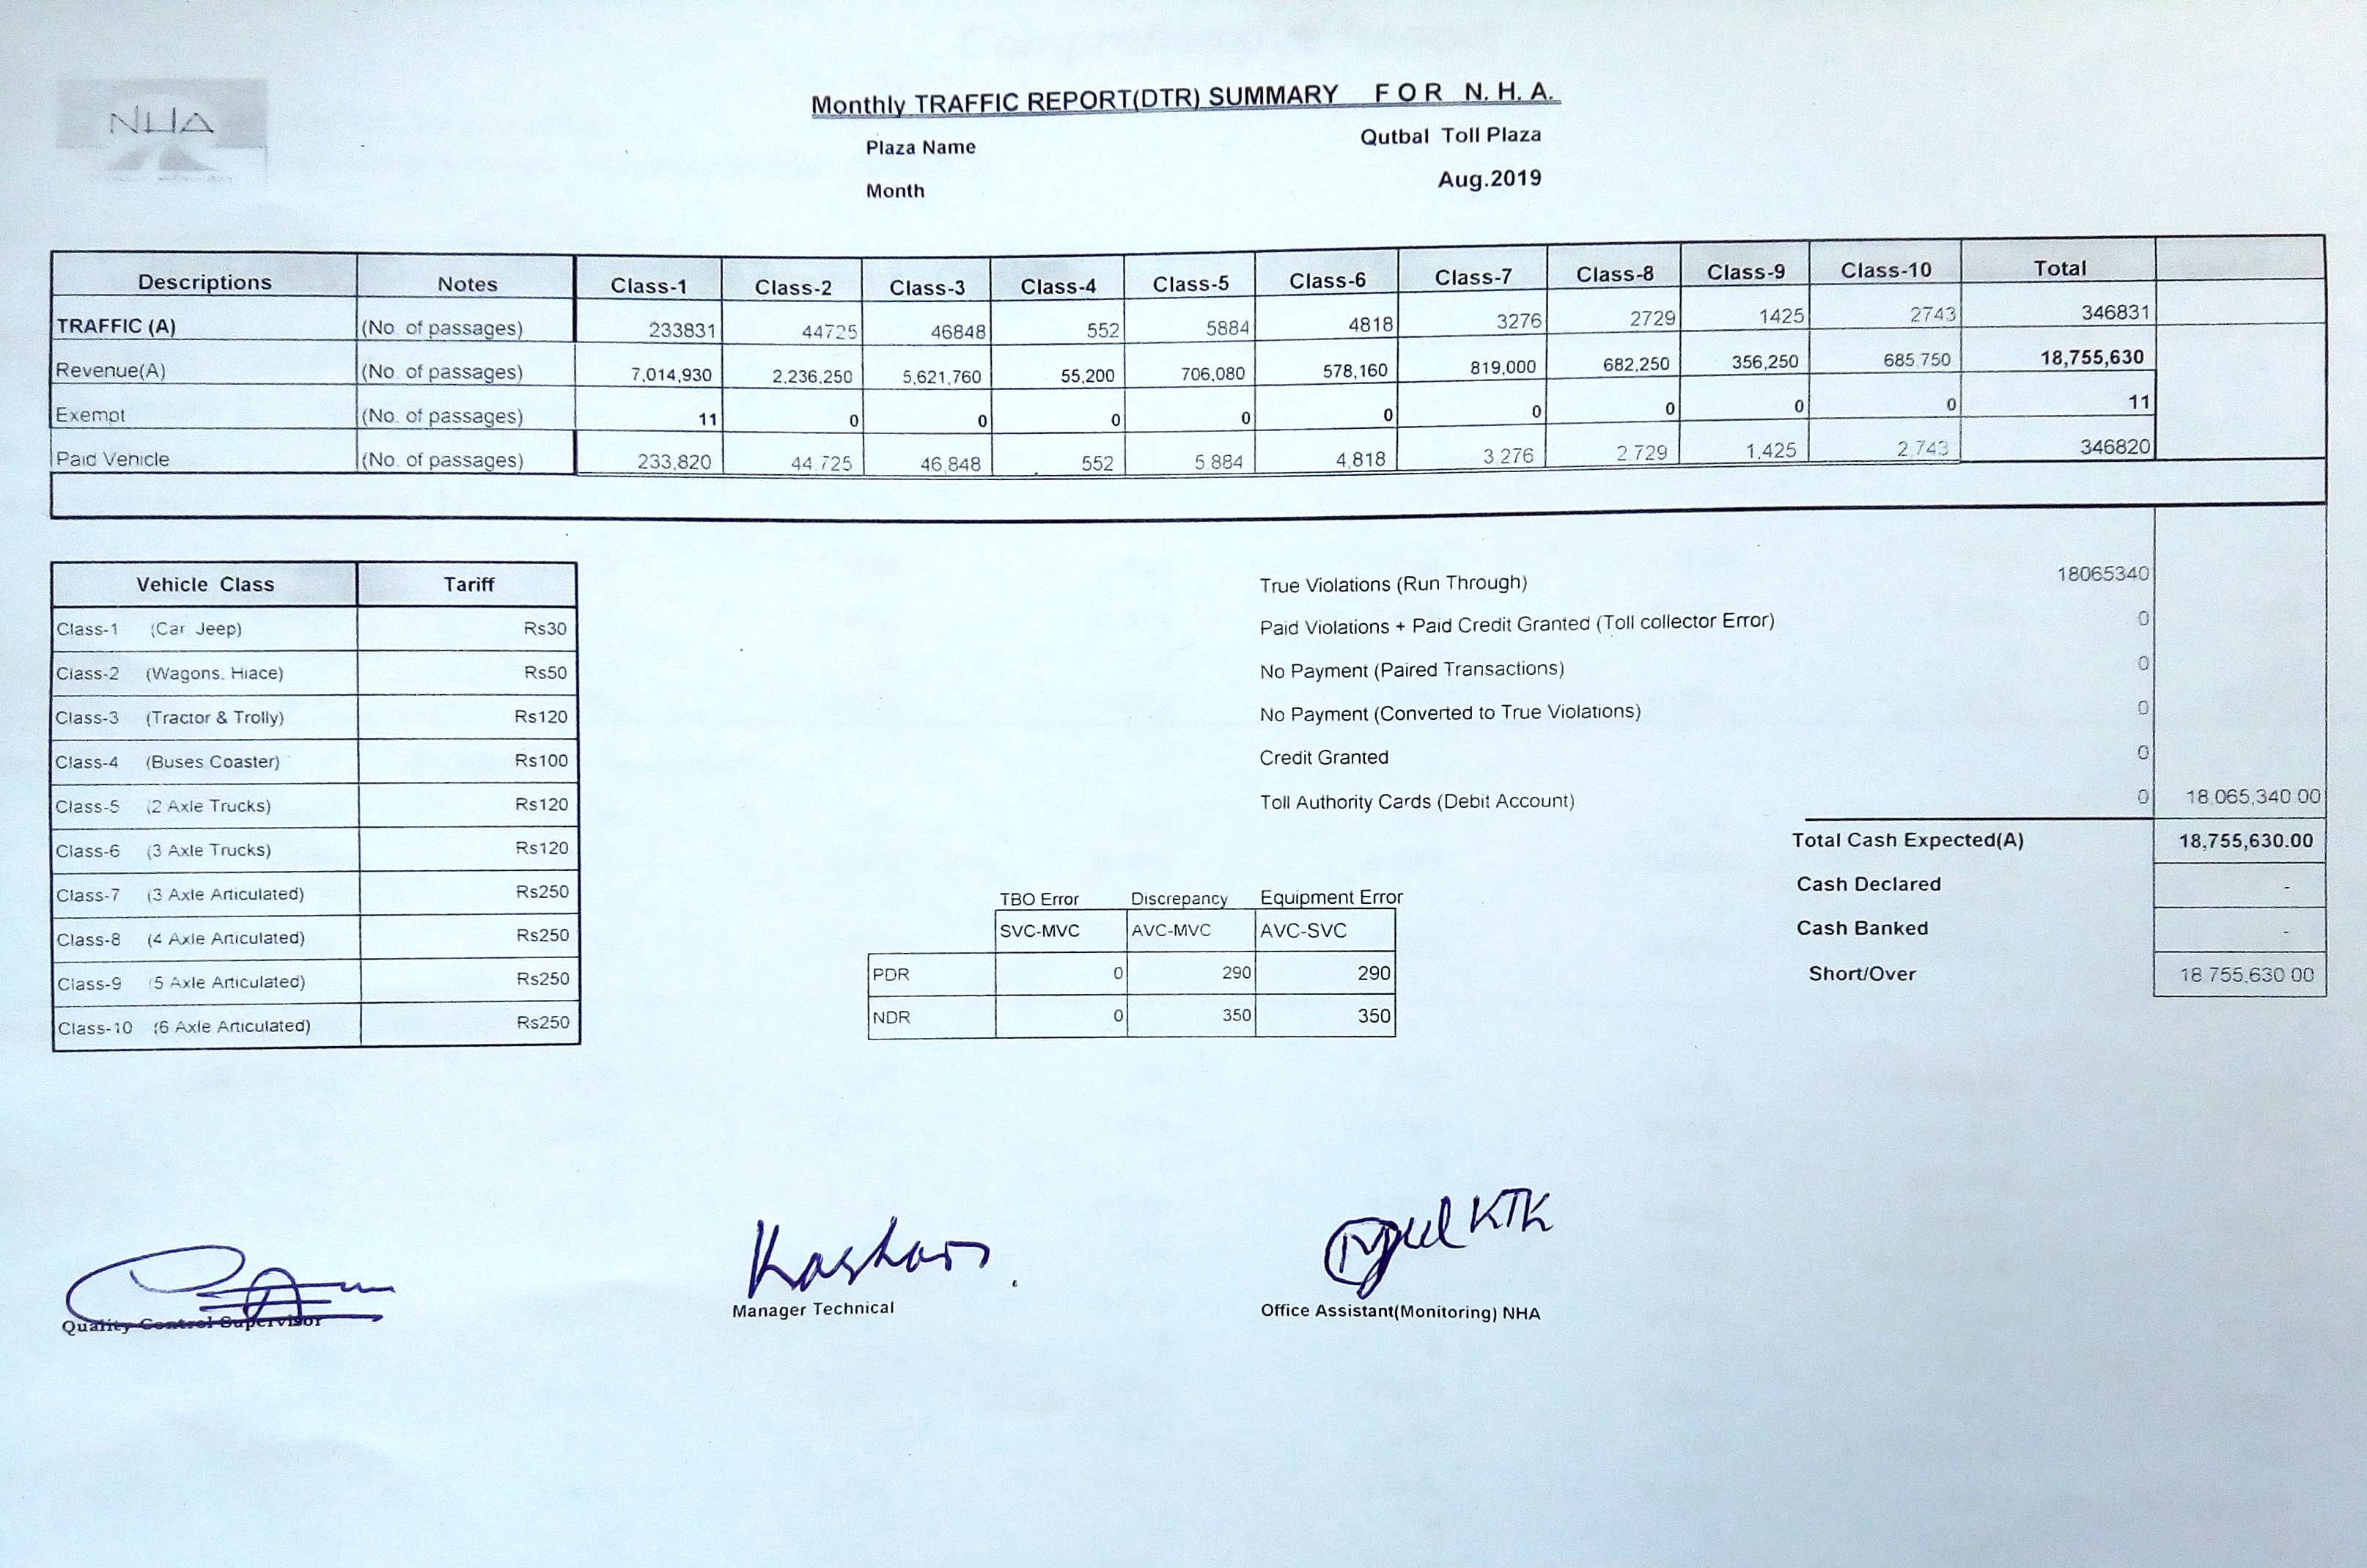 NHA
Monthly TRAFFIC REPORT(DTR) SUMMARY F O R N. H. A.
Plaza Name Qutbal Toll Plaza
Month Aug.2019
Descriptions Notes Class-1 Class-2 Class-3 Class-4 Class-5 Class-6 Class-7 Class-8 Class-9 Class-10 Total
TRAFFIC (A) (No. of passages) 233831 44725 46848 552 5884 4818 3276 2729 1425 2743 346831
Revenue(A) (No. of passages) 7,014,930 2,236,250 5,621,760 55,200 706,080 578,160 819,000 682,250 356,250 685,750 18,755,630
Exempt (No. of passages) 11 0 0 0 0 0 0 0 0 0 11
Paid Vehicle (No. of passages) 233,820 44,725 46,848 552 5,884 4,818 3,276 2,729 1,425 2,743 346820
Vehicle Class Tariff
Class-1 (Car, Jeep) Rs30
Class-2 (Wagons, Hiace) Rs50
Class-3 (Tractor & Trolly) Rs120
Class-4 (Buses Coaster) Rs100
Class-5 (2 Axle Trucks) Rs120
Class-6 (3 Axle Trucks) Rs120
Class-7 (3 Axle Articulated) Rs250
Class-8 (4 Axle Articulated) Rs250
Class-9 (5 Axle Articulated) Rs250
Class-10 (6 Axle Articulated) Rs250
True Violations (Run Through) 18065340
Paid Violations + Paid Credit Granted (Toll collector Error) 0
No Payment (Paired Transactions) 0
No Payment (Converted to True Violations) 0
Credit Granted 0
Toll Authority Cards (Debit Account) 0 18,065,340.00
Total Cash Expected(A) 18,755,630.00
Cash Declared -
Cash Banked -
Short/Over 18,755,630.00
TBO Error Discrepancy Equipment Error
SVC-MVC AVC-MVC AVC-SVC
PDR 0 290 290
NDR 0 350 350
Quality Control Supervisor
Manager Technical
KTK
Office Assistant(Monitoring) NHA